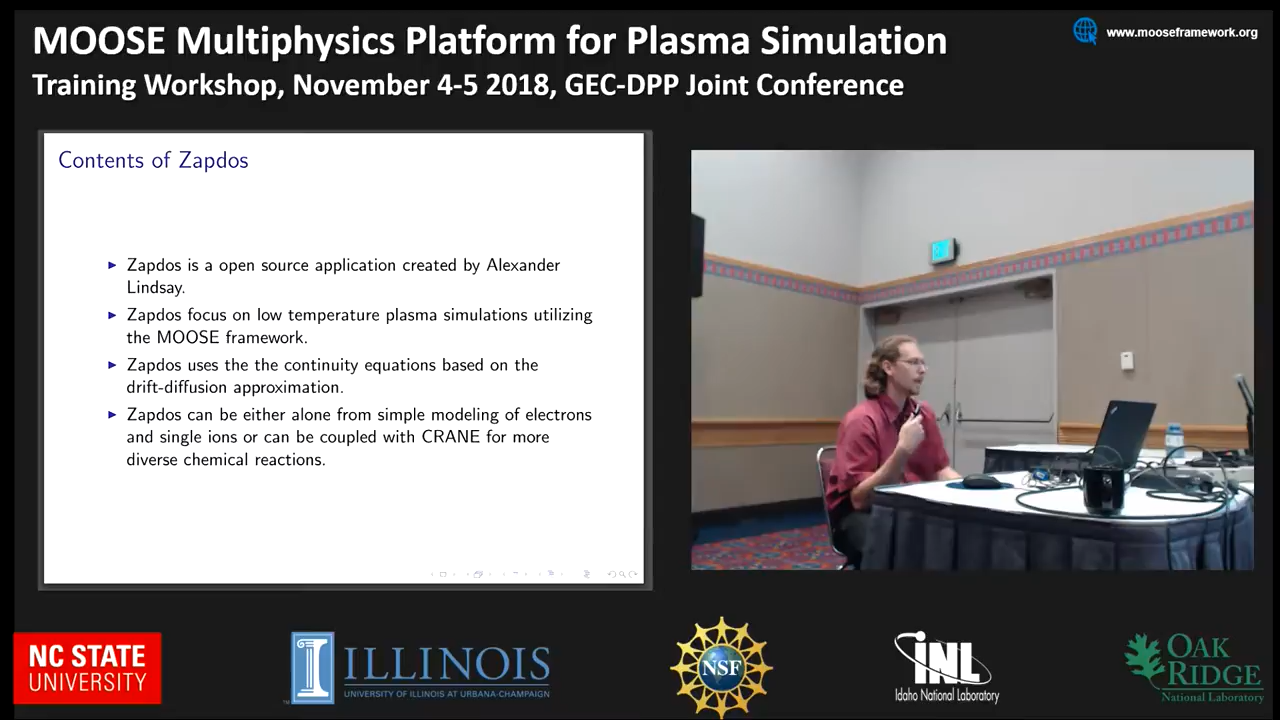 MOOSE Multiphysics Platform for Plasma Simulation
Training Workshop, November 4-5 2018, GEC-DPP Joint Conference
www.mooseframework.org
Contents of Zapdos
Zapdos is a open source application created by Alexander
Lindsay.
Zapdos focus on low temperature plasma simulations utilizing
the MOOSE framework.
Zapdos uses the the continuity equations based on the
drift-diffusion approximation.
Zapdos can be either alone from simple modeling of electrons
and single ions or can be coupled with CRANE for more
diverse chemical reactions.
NC STATE
UNIVERSITY
ILLINOIS
UNIVERSITY OF ILLINOIS AT URBANA-CHAMPAIGN
NSF
INL
Idaho National Laboratory
OAK
RIDGE
National Laboratory